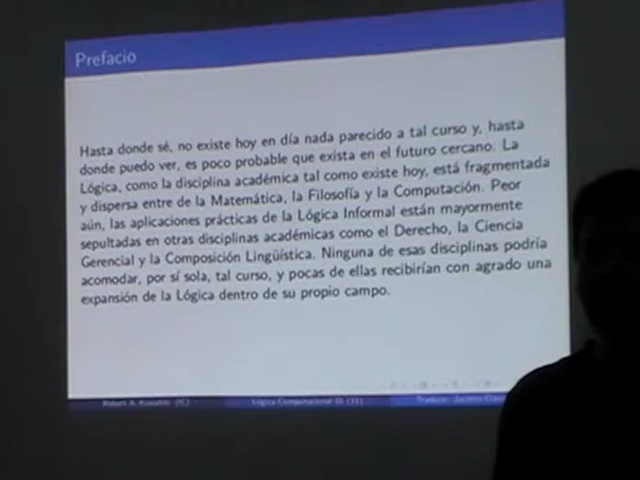 Prefacio
Hasta donde sé, no existe hoy en día nada parecido a tal curso y, hasta
donde puedo ver, es poco probable que exista en el futuro cercano. La
Lógica, como la disciplina académica tal como existe hoy, está fragmentada
y dispersa entre de la Matemática, la Filosofía y la Computación. Peor
aún, las aplicaciones prácticas de la Lógica Informal están mayormente
sepultadas en otras disciplinas académicas como el Derecho, la Ciencia
Gerencial y la Composición Lingüística. Ninguna de esas disciplinas podría
acomodar, por sí sola, tal curso, y pocas de ellas recibirían con agrado una
expansión de la Lógica dentro de su propio campo.
Robert A. Kowalski (IC) Lógica Computacional 01 (11)